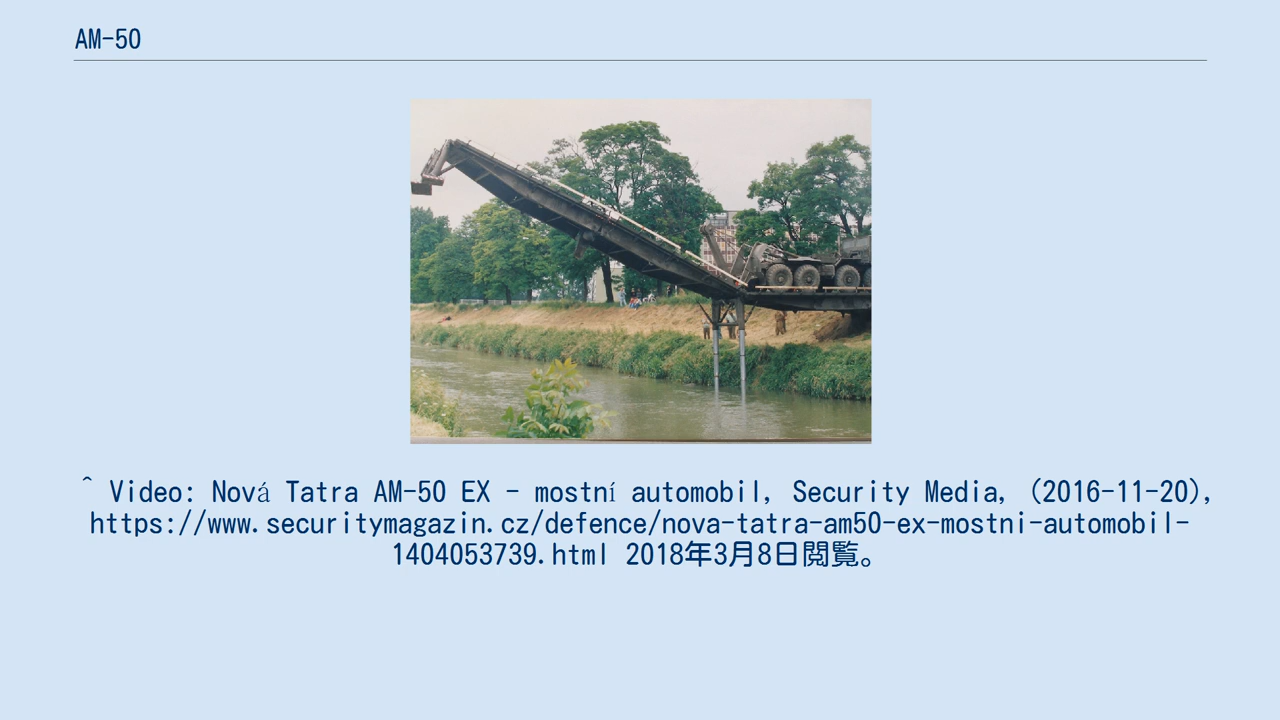 AM-50
^ Video: Nová Tatra AM-50 EX - mostní automobil, Security Media, (2016-11-20),
https://www.securitymagazin.cz/defence/nova-tatra-am50-ex-mostni-automobil-
1404053739.html 2018年3月8日閲覧。